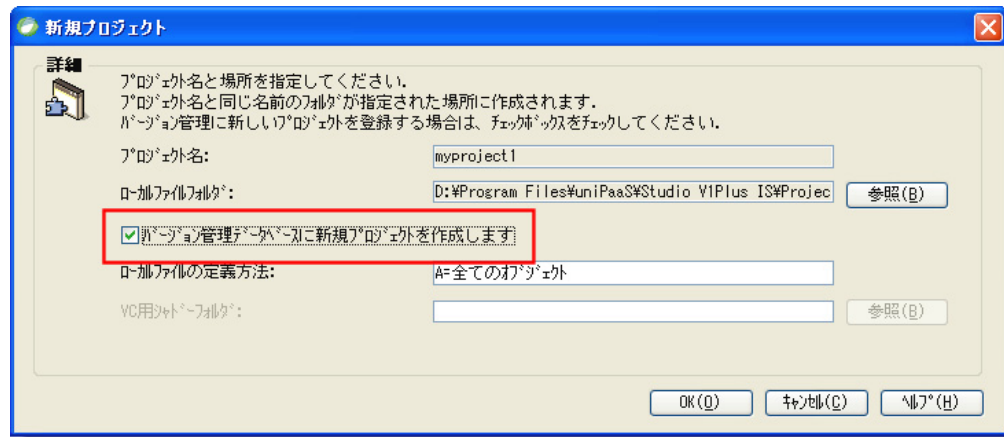 新規プロジェクト
詳細
ﾌﾟﾛｼﾞｪｸﾄ名と場所を指定してください.
ﾌﾟﾛｼﾞｪｸﾄ名と同じ名前のﾌｫﾙﾀﾞが指定された場所に作成されます.
ﾊﾞｰｼﾞｮﾝ管理に新しいﾌﾟﾛｼﾞｪｸﾄを登録する場合は、ﾁｪｯｸﾎﾞｯｸｽをﾁｪｯｸしてください.
ﾌﾟﾛｼﾞｪｸﾄ名: myproject1
ﾛｰｶﾙﾌｧｲﾙﾌｫﾙﾀﾞ: D:¥Program Files¥uniPaaS¥Studio V1Plus IS¥Projec 参照(B)
ﾊﾞｰｼﾞｮﾝ管理ﾃﾞｰﾀﾍﾞｰｽに新規ﾌﾟﾛｼﾞｪｸﾄを作成します
ﾛｰｶﾙﾌｧｲﾙの定義方法: A=全てのｵﾌﾞｼﾞｪｸﾄ
VC用ｼｬﾄﾞｰﾌｫﾙﾀﾞ: 参照(B)
OK(O) ｷｬﾝｾﾙ(C) ﾍﾙﾌﾟ(H)